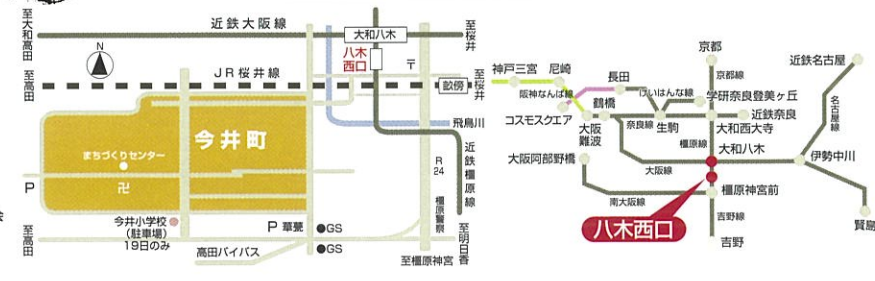 近鉄大阪線
至大和高田
大和八木
至桜井
八木
西口
〒
N
JR桜井線
至高田
畝傍
至桜井
今井町
飛鳥川
まちづくりセンター
卍
近鉄橿原線
R
24
P
橿原警察
今井小学校
(駐車場)
19日のみ
P 華甍
GS
GS
至高田
高田バイパス
至明日香
至橿原神宮
京都
近鉄名古屋
神戸三宮
尼崎
長田
京都線
阪神なんば線
けいはんな線
学研奈良登美ヶ丘
名古屋線
コスモスクエア
鶴橋
大阪
難波
奈良線
生駒
近鉄奈良
大和西大寺
橿原線
大和八木
大阪阿部野橋
大阪線
伊勢中川
南大阪線
橿原神宮前
八木西口
吉野線
吉野
賢島